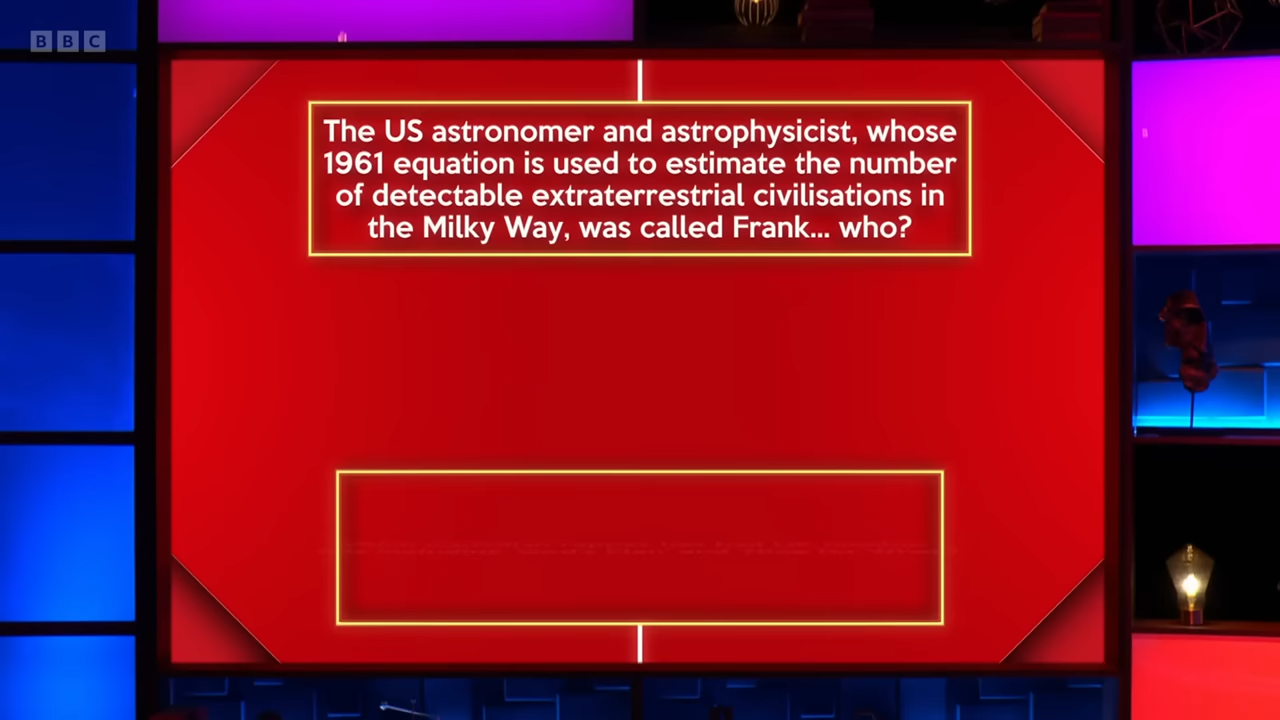 BBC
The US astronomer and astrophysicist, whose
1961 equation is used to estimate the number
of detectable extraterrestrial civilisations in
the Milky Way, was called Frank... who?